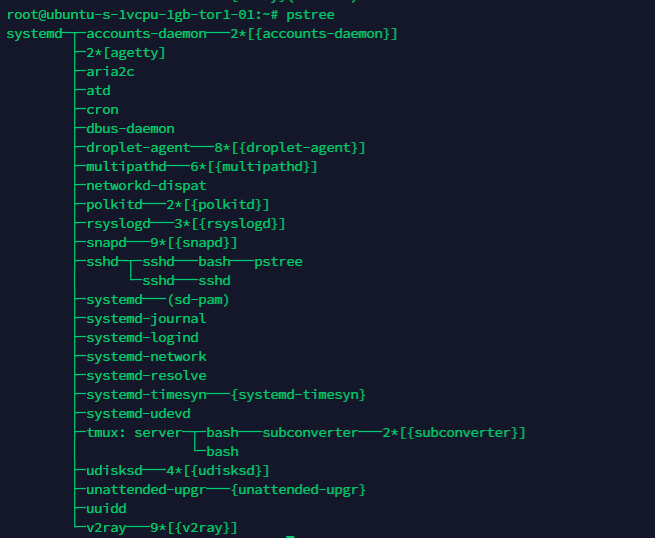 root@ubuntu-s-1vcpu-1gb-tor1-01:~# pstree
systemd─┬─accounts-daemon───2*[{accounts-daemon}]
        ├─2*[agetty]
        ├─aria2c
        ├─atd
        ├─cron
        ├─dbus-daemon
        ├─droplet-agent───8*[{droplet-agent}]
        ├─multipathd───6*[{multipathd}]
        ├─networkd-dispat
        ├─polkitd───2*[{polkitd}]
        ├─rsyslogd───3*[{rsyslogd}]
        ├─snapd───9*[{snapd}]
        ├─sshd─┬─sshd───bash───pstree
        │      └─sshd───sshd
        ├─systemd───(sd-pam)
        ├─systemd-journal
        ├─systemd-logind
        ├─systemd-network
        ├─systemd-resolve
        ├─systemd-timesyn───{systemd-timesyn}
        ├─systemd-udevd
        ├─tmux: server─┬─bash───subconverter───2*[{subconverter}]
        │              └─bash
        ├─udisksd───4*[{udisksd}]
        ├─unattended-upgr───{unattended-upgr}
        ├─uuidd
        └─v2ray───9*[{v2ray}]